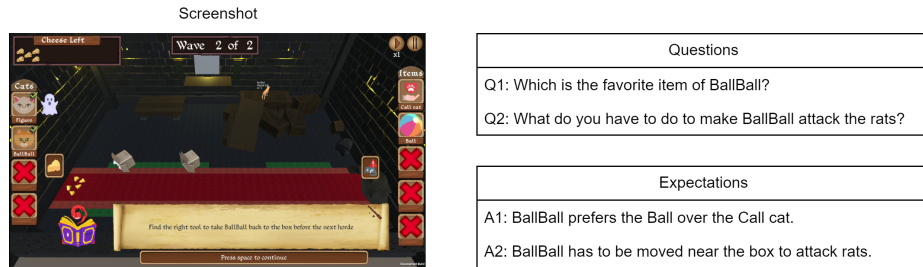 Screenshot
Cheese Left
Wave 2 of 2
x1
Cats
Items
Figaro
Call cat
BallBall
Ball
Find the right tool to take BallBall back to the box before the next horde
Press space to continue
Questions
Q1: Which is the favorite item of BallBall?
Q2: What do you have to do to make BallBall attack the rats?
Expectations
A1: BallBall prefers the Ball over the Call cat.
A2: BallBall has to be moved near the box to attack rats.